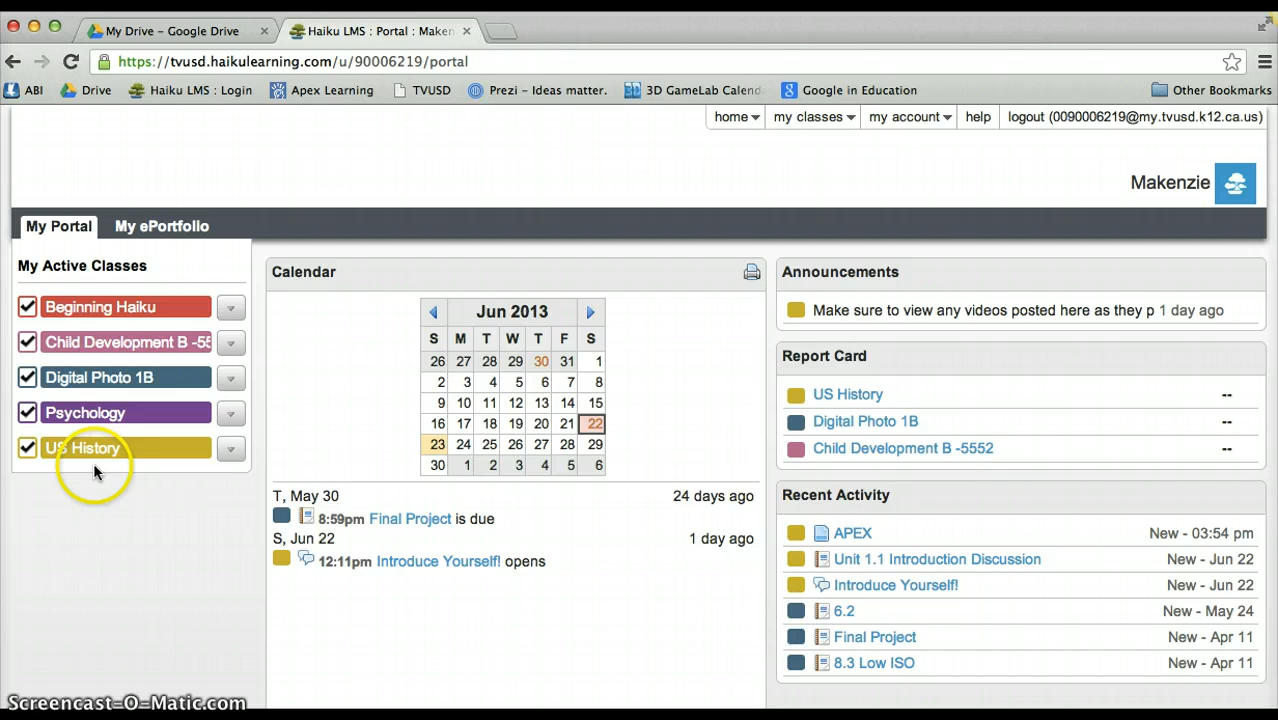 My Drive – Google Drive
Haiku LMS : Portal : Maken
https://tvusd.haikulearning.com/u/90006219/portal
ABI Drive Haiku LMS : Login Apex Learning TVUSD Prezi - Ideas matter. 3D GameLab Calend Google in Education Other Bookmarks
home my classes my account help logout (0090006219@my.tvusd.k12.ca.us)
Makenzie
My Portal My ePortfolio
My Active Classes
Beginning Haiku
Child Development B -55
Digital Photo 1B
Psychology
US History
Calendar
Jun 2013
S M T W T F S
26 27 28 29 30 31 1
2 3 4 5 6 7 8
9 10 11 12 13 14 15
16 17 18 19 20 21 22
23 24 25 26 27 28 29
30 1 2 3 4 5 6
T, May 30 24 days ago
8:59pm Final Project is due
S, Jun 22 1 day ago
12:11pm Introduce Yourself! opens
Announcements
Make sure to view any videos posted here as they p 1 day ago
Report Card
US History --
Digital Photo 1B --
Child Development B -5552 --
Recent Activity
APEX New - 03:54 pm
Unit 1.1 Introduction Discussion New - Jun 22
Introduce Yourself! New - Jun 22
6.2 New - May 24
Final Project New - Apr 11
8.3 Low ISO New - Apr 11
Screencast-O-Matic.com